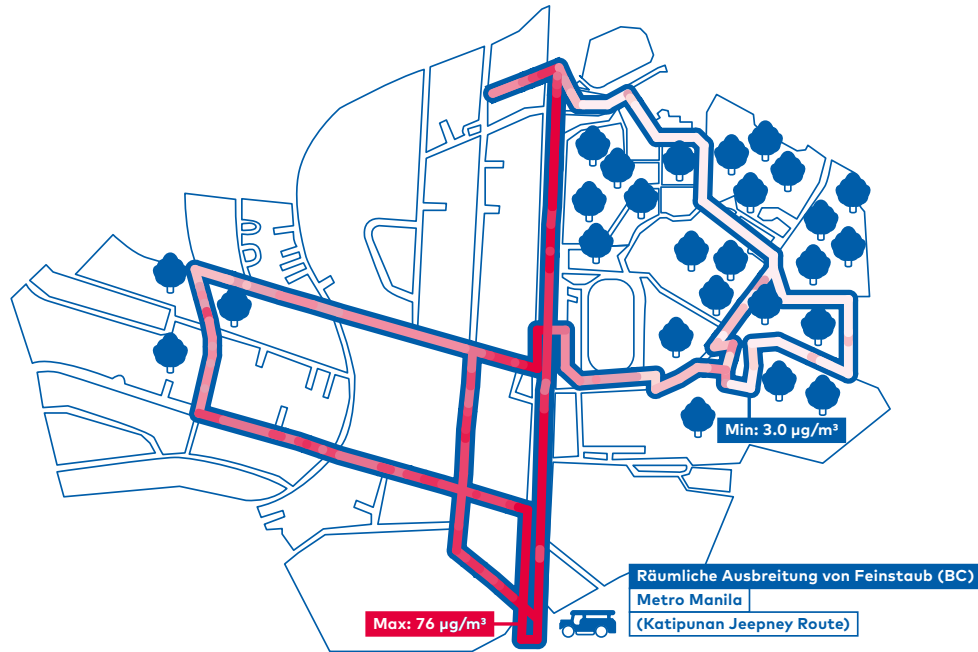 Min: 3.0 µg/m³
Räumliche Ausbreitung von Feinstaub (BC)
Metro Manila
(Katipunan Jeepney Route)
Max: 76 µg/m³